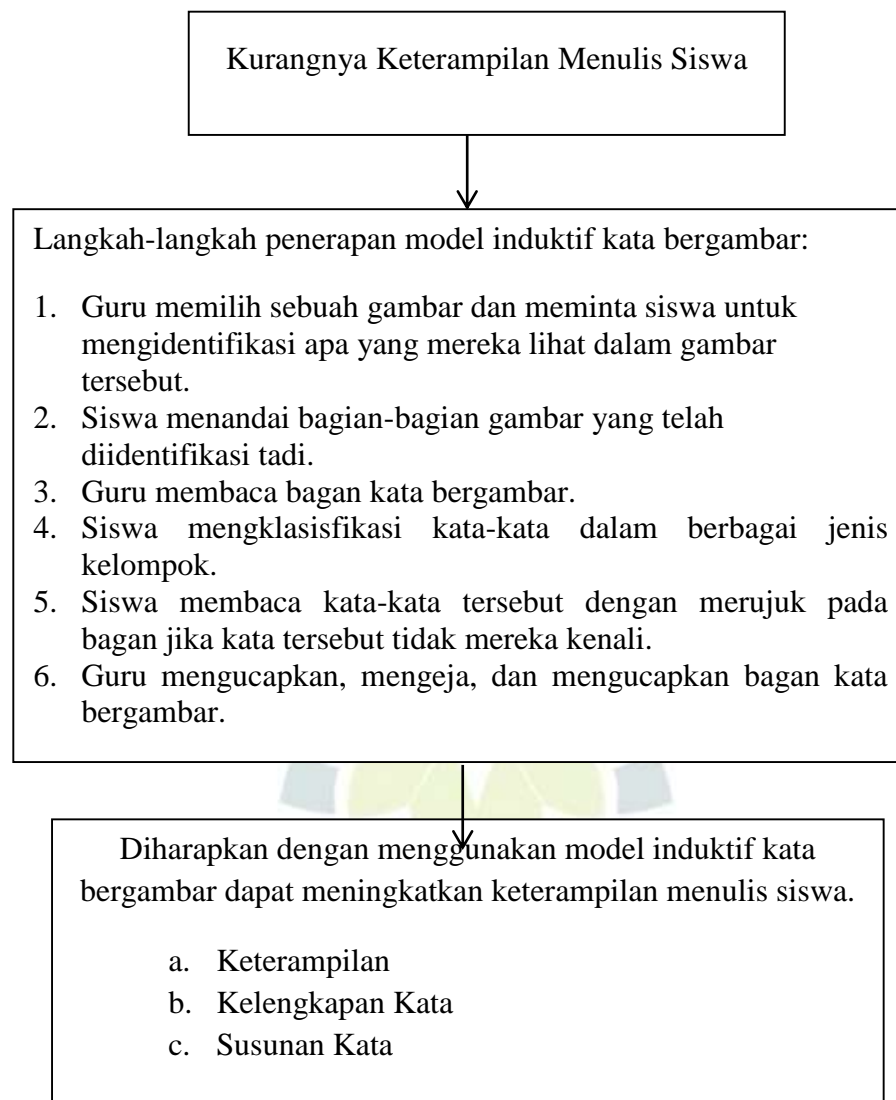 Kurangnya Keterampilan Menulis Siswa
Langkah-langkah penerapan model induktif kata bergambar:
1. Guru memilih sebuah gambar dan meminta siswa untuk
mengidentifikasi apa yang mereka lihat dalam gambar
tersebut.
2. Siswa menandai bagian-bagian gambar yang telah
diidentifikasi tadi.
3. Guru membaca bagan kata bergambar.
4. Siswa mengklasisfikasi kata-kata dalam berbagai jenis
kelompok.
5. Siswa membaca kata-kata tersebut dengan merujuk pada
bagan jika kata tersebut tidak mereka kenali.
6. Guru mengucapkan, mengeja, dan mengucapkan bagan kata
bergambar.
Diharapkan dengan menggunakan model induktif kata
bergambar dapat meningkatkan keterampilan menulis siswa.
a. Keterampilan
b. Kelengkapan Kata
c. Susunan Kata